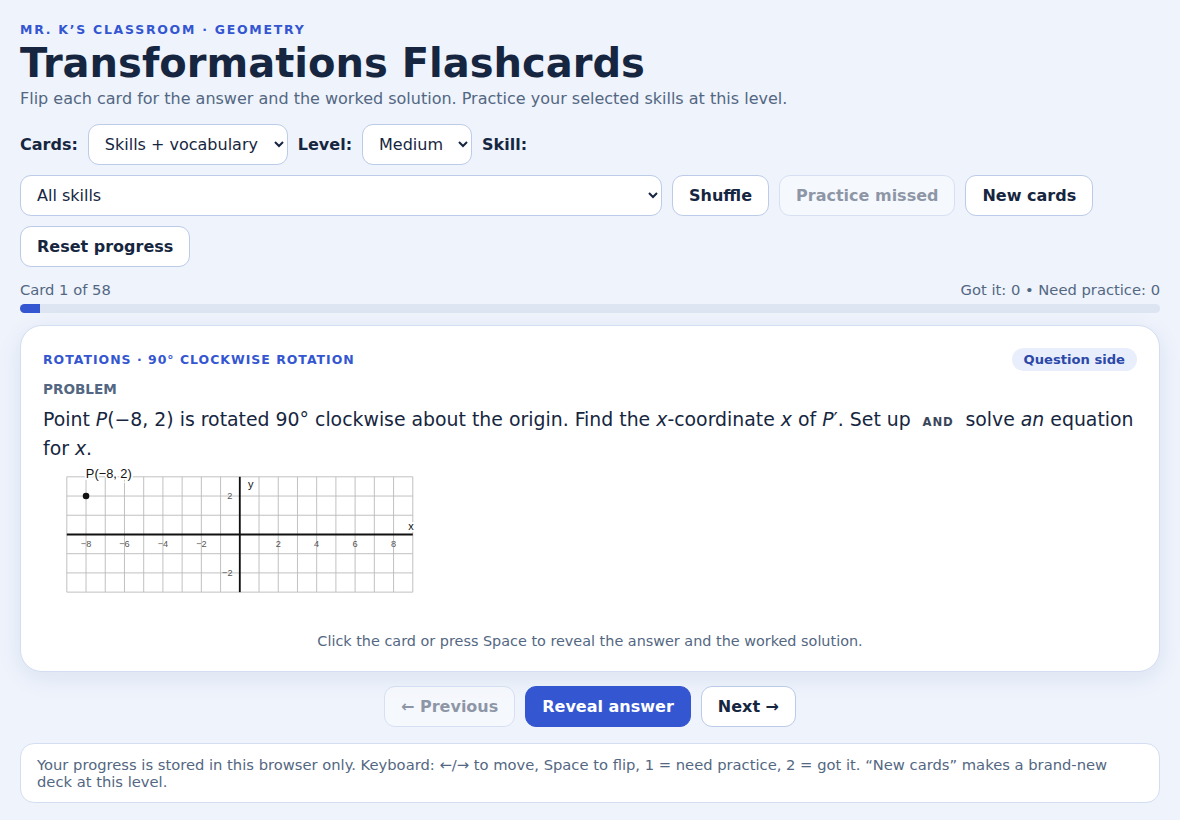 MR. K’S CLASSROOM · GEOMETRY
Transformations Flashcards
Flip each card for the answer and the worked solution. Practice your selected skills at this level.
Cards: Skills + vocabulary Level: Medium Skill:
All skills Shuffle Practice missed New cards
Reset progress
Card 1 of 58 Got it: 0 • Need practice: 0
ROTATIONS · 90° CLOCKWISE ROTATION Question side
PROBLEM
Point P(−8, 2) is rotated 90° clockwise about the origin. Find the x-coordinate x of P′. Set up AND solve an equation
for x.
P(−8, 2)
y
2
x
−8 −6 −4 −2 2 4 6 8
−2
Click the card or press Space to reveal the answer and the worked solution.
← Previous Reveal answer Next →
Your progress is stored in this browser only. Keyboard: ←/→ to move, Space to flip, 1 = need practice, 2 = got it. “New cards” makes a brand-new
deck at this level.